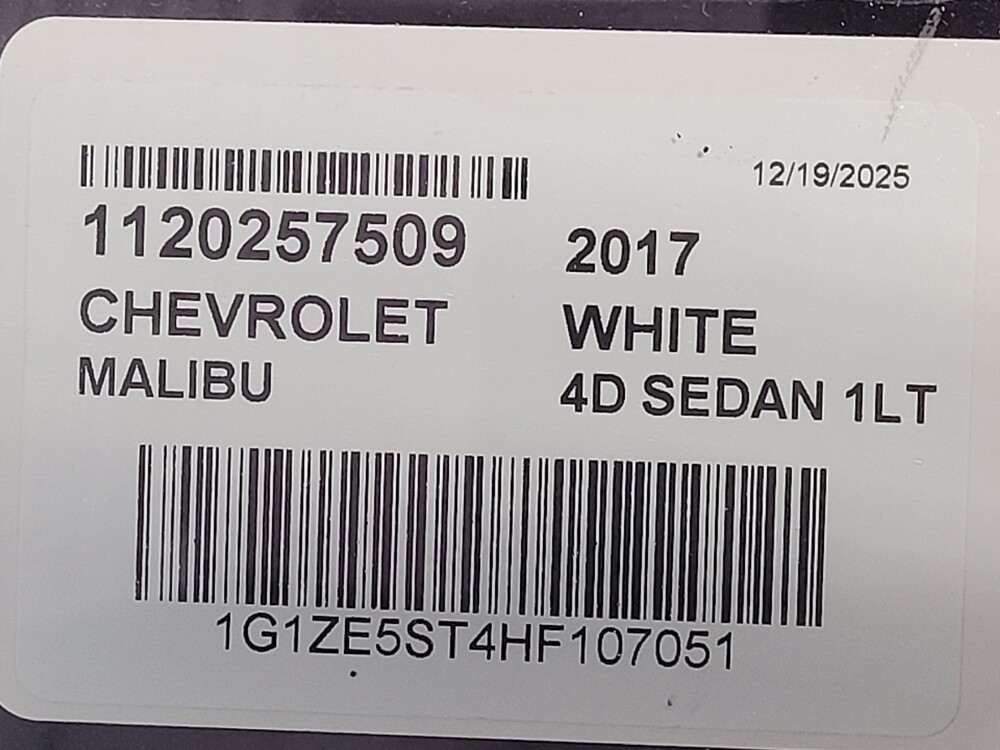 12/19/2025
1120257509 2017
CHEVROLET WHITE
MALIBU 4D SEDAN 1LT
1G1ZE5ST4HF107051